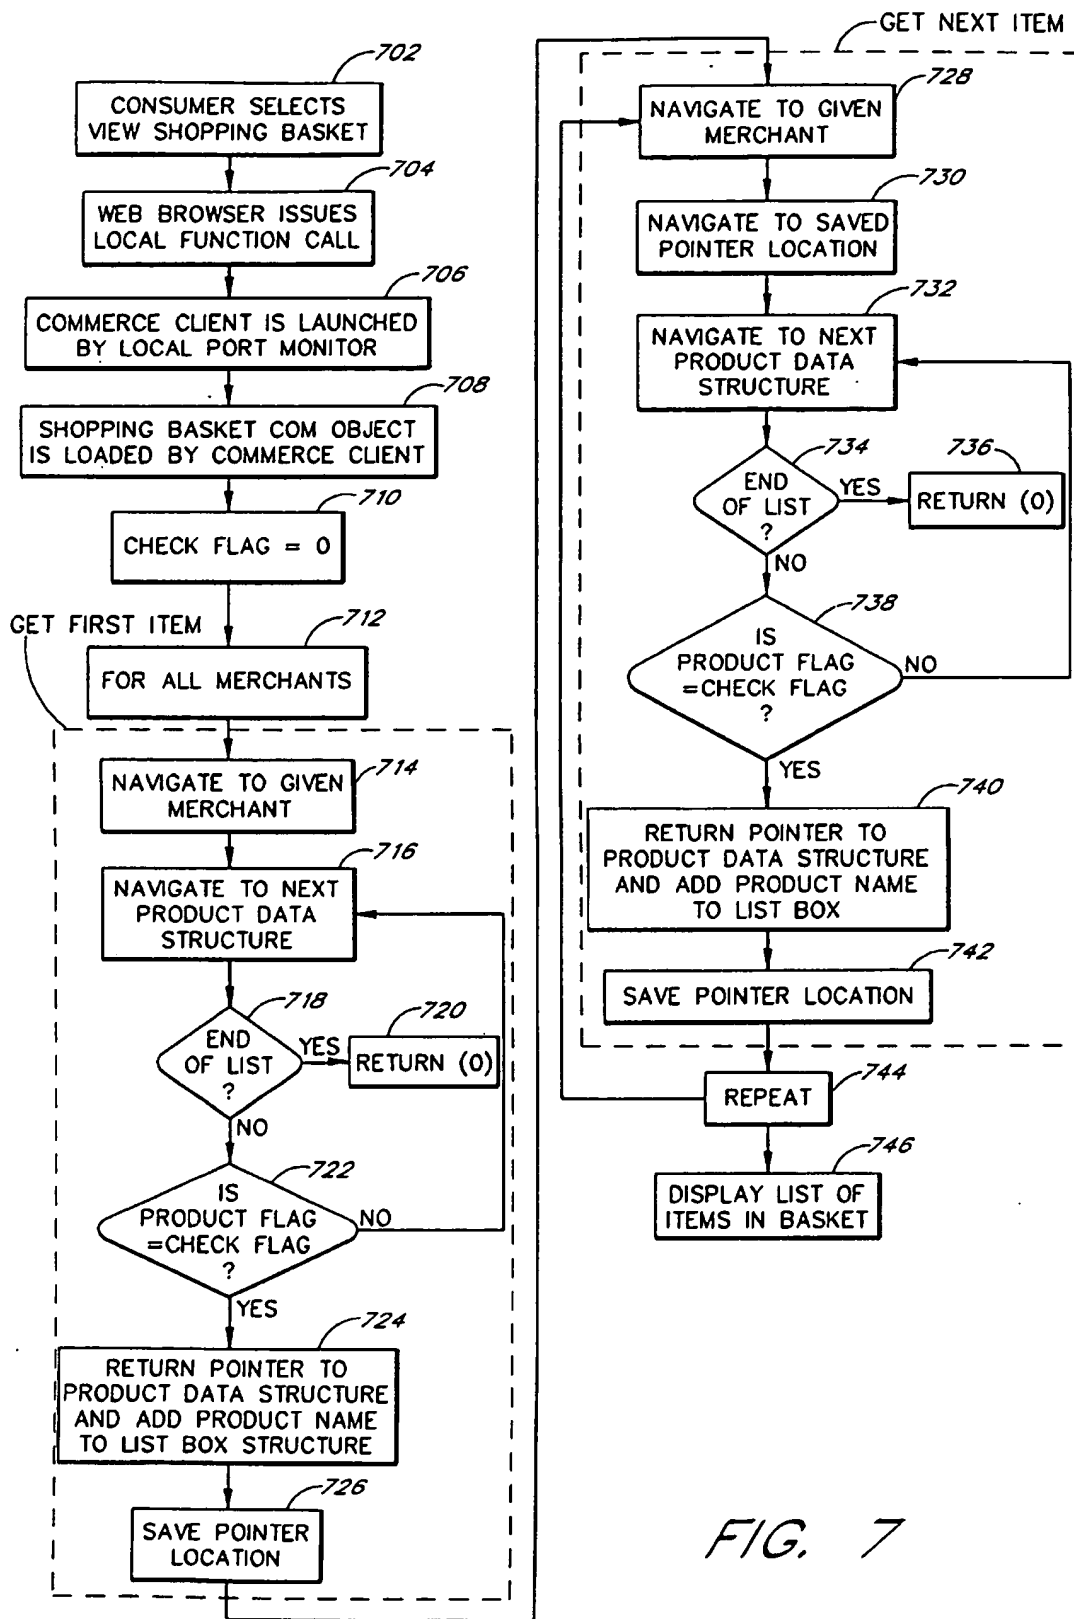 702
CONSUMER SELECTS
VIEW SHOPPING BASKET
704
WEB BROWSER ISSUES
LOCAL FUNCTION CALL
706
COMMERCE CLIENT IS LAUNCHED
BY LOCAL PORT MONITOR
708
SHOPPING BASKET COM OBJECT
IS LOADED BY COMMERCE CLIENT
710
CHECK FLAG = 0
GET FIRST ITEM
712
FOR ALL MERCHANTS
714
NAVIGATE TO GIVEN
MERCHANT
716
NAVIGATE TO NEXT
PRODUCT DATA
STRUCTURE
718
END
OF LIST
?
YES
720
RETURN (0)
NO
722
IS
PRODUCT FLAG
=CHECK FLAG
?
NO
YES
724
RETURN POINTER TO
PRODUCT DATA STRUCTURE
AND ADD PRODUCT NAME
TO LIST BOX STRUCTURE
726
SAVE POINTER
LOCATION
GET NEXT ITEM
728
NAVIGATE TO GIVEN
MERCHANT
730
NAVIGATE TO SAVED
POINTER LOCATION
732
NAVIGATE TO NEXT
PRODUCT DATA
STRUCTURE
734
END
OF LIST
?
YES
736
RETURN (0)
NO
738
IS
PRODUCT FLAG
=CHECK FLAG
?
NO
YES
740
RETURN POINTER TO
PRODUCT DATA STRUCTURE
AND ADD PRODUCT NAME
TO LIST BOX
742
SAVE POINTER LOCATION
744
REPEAT
746
DISPLAY LIST OF
ITEMS IN BASKET
FIG. 7